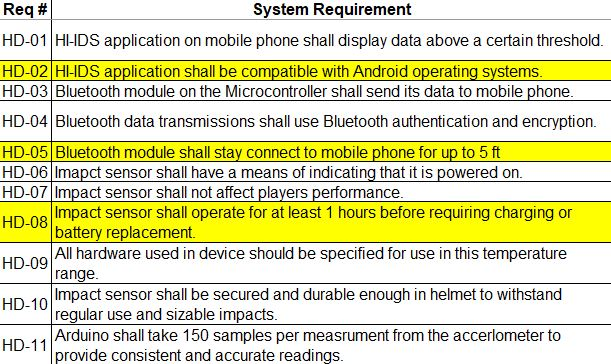 Req # System Requirement
HD-01 HI-IDS application on mobile phone shall display data above a certain threshold.
HD-02 HI-IDS application shall be compatible with Android operating systems.
HD-03 Bluetooth module on the Microcontroller shall send its data to mobile phone.
HD-04 Bluetooth data transmissions shall use Bluetooth authentication and encryption.
HD-05 Bluetooth module shall stay connect to mobile phone for up to 5 ft
HD-06 Imapct sensor shall have a means of indicating that it is powered on.
HD-07 Impact sensor shall not affect players performance.
HD-08 Impact sensor shall operate for at least 1 hours before requiring charging or
battery replacement.
HD-09 All hardware used in device should be specified for use in this temperature
range.
HD-10 Impact sensor shall be secured and durable enough in helmet to withstand
regular use and sizable impacts.
HD-11 Arduino shall take 150 samples per measrument from the accerlometer to
provide consistent and accurate readings.